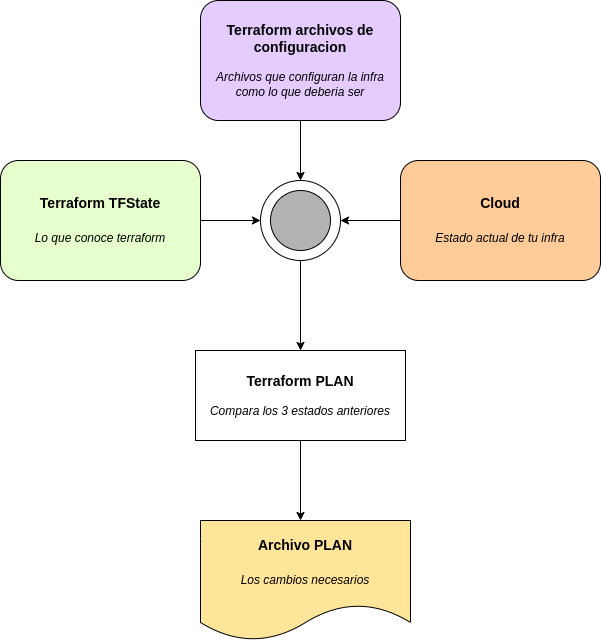 Terraform archivos de
configuracion
Archivos que configuran la infra
como lo que deberia ser
Terraform TFState
Lo que conoce terraform
Cloud
Estado actual de tu infra
Terraform PLAN
Compara los 3 estados anteriores
Archivo PLAN
Los cambios necesarios